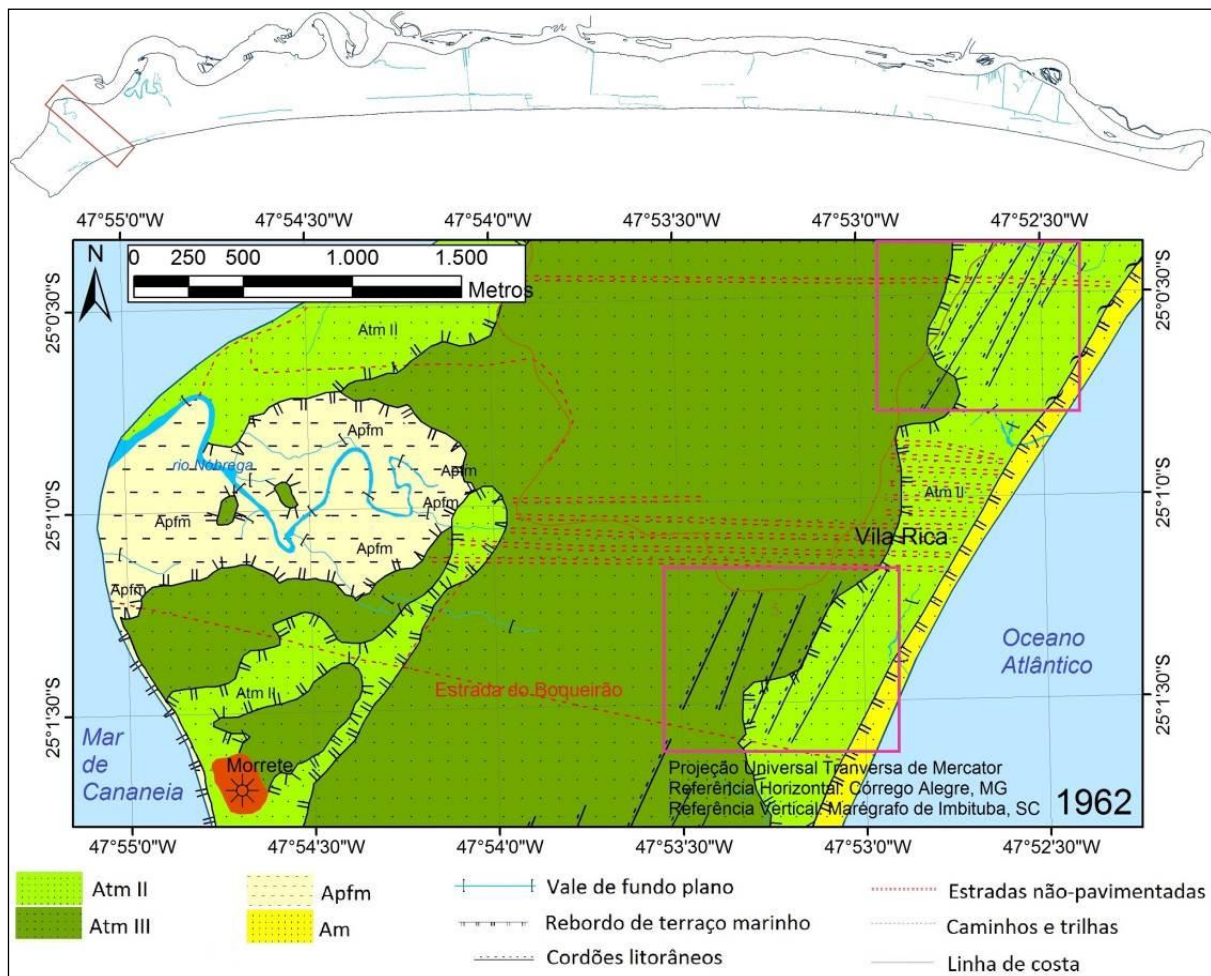 47°55'0"W 47°54'30"W 47°54'0"W 47°53'30"W 47°53'0"W 47°52'30"W
N
0 250 500 1.000 1.500
Metros
25°0'30"S
25°0'30"S
Atm II
Apfm
rio Nóbrega
Apfm
Apfm
Atm II
25°1'0"S
25°1'0"S
Apfm
Apfm
Vila Rica
Apfm
Oceano
Atlântico
Atm II
Estrada do Boqueirão
25°1'30"S
25°1'30"S
Mar
de
Cananeia
Morrete
Projeção Universal Tranversa de Mercator
Referência Horizontal: Córrego Alegre, MG
Referência Vertical: Marégrafo de Imbituba, SC
1962
47°55'0"W 47°54'30"W 47°54'0"W 47°53'30"W 47°53'0"W 47°52'30"W
Atm II
Atm III
Apfm
Am
Vale de fundo plano
Rebordo de terraço marinho
Cordões litorâneos
Estradas não-pavimentadas
Caminhos e trilhas
Linha de costa